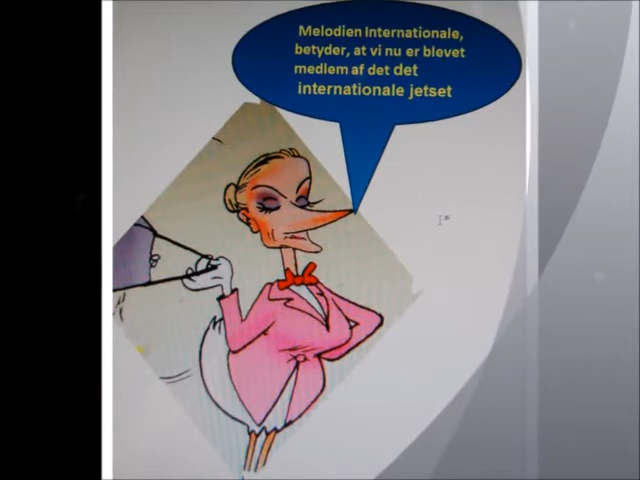 Melodien Internationale,
betyder, at vi nu er blevet
medlem af det det
internationale jetset